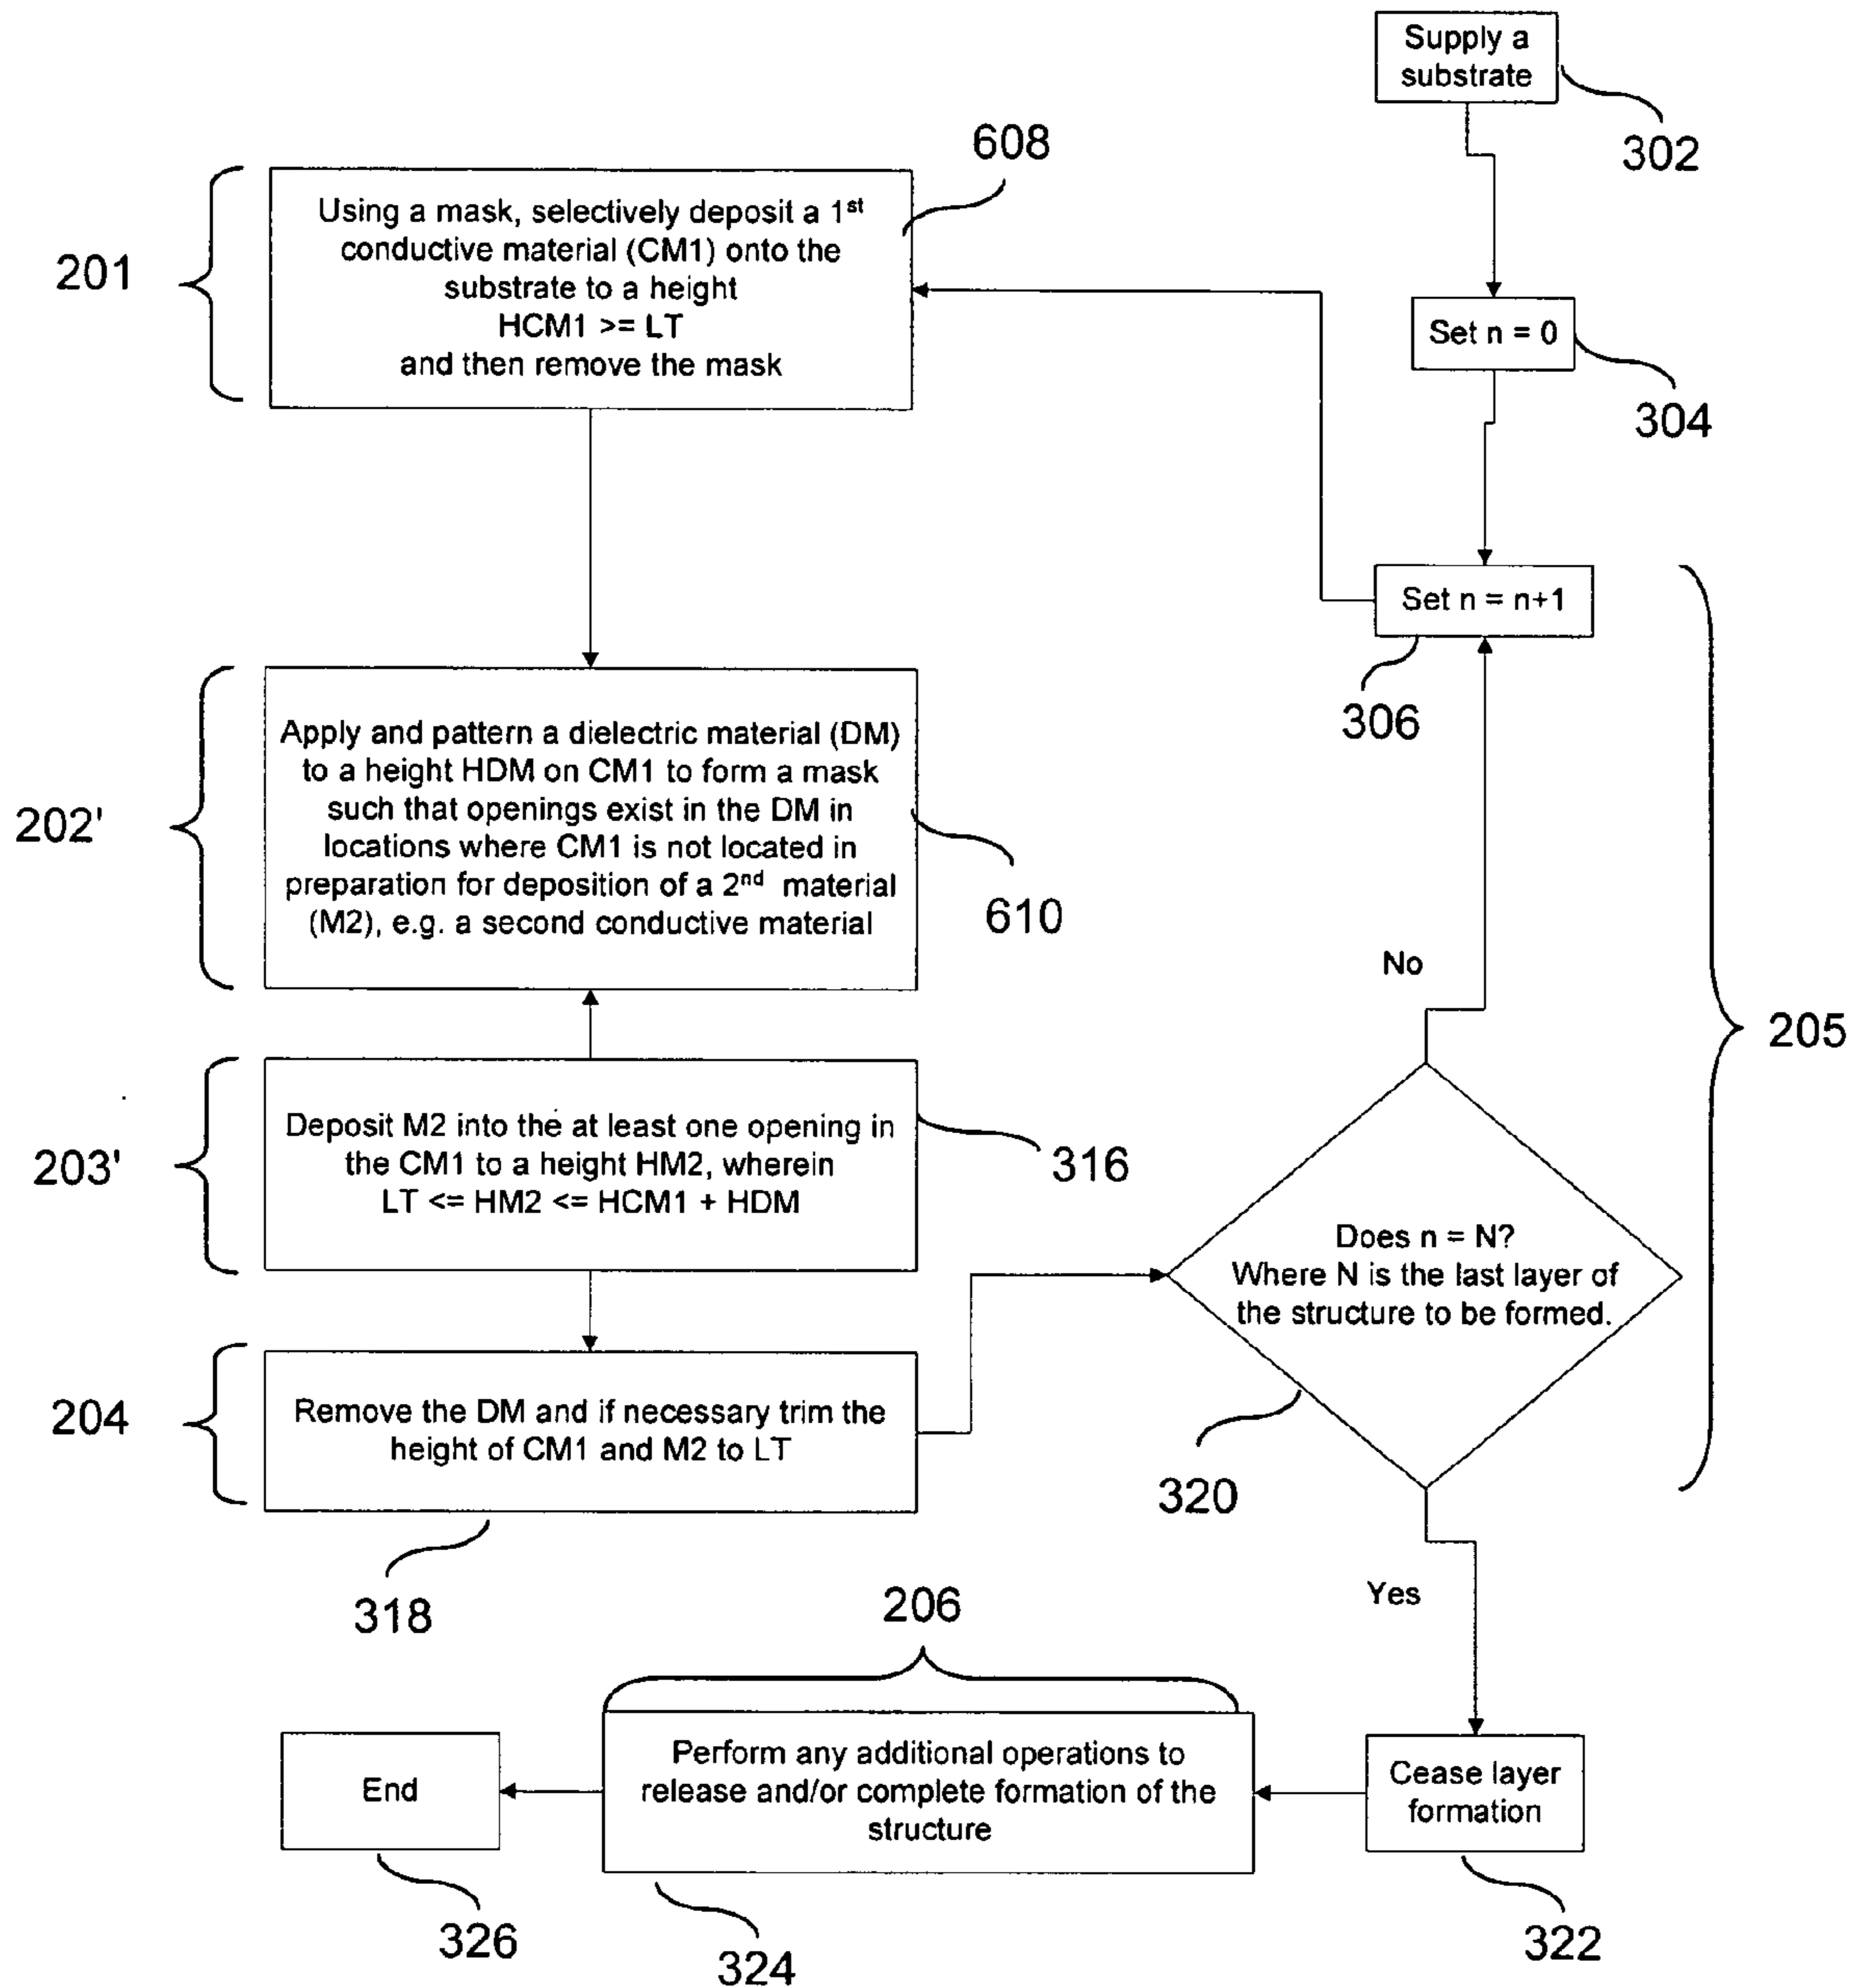 Supply a
substrate
302
608
201
Using a mask, selectively deposit a 1st
conductive material (CM1) onto the
substrate to a height
HCM1 >= LT
and then remove the mask
Set n = 0
304
Set n = n+1
306
202'
Apply and pattern a dielectric material (DM)
to a height HDM on CM1 to form a mask
such that openings exist in the DM in
locations where CM1 is not located in
preparation for deposition of a 2nd material
(M2), e.g. a second conductive material
610
No
205
203'
Deposit M2 into the at least one opening in
the CM1 to a height HM2, wherein
LT <= HM2 <= HCM1 + HDM
316
Does n = N?
Where N is the last layer of
the structure to be formed.
320
204
Remove the DM and if necessary trim the
height of CM1 and M2 to LT
318
Yes
206
End
326
Perform any additional operations to
release and/or complete formation of the
structure
324
Cease layer
formation
322